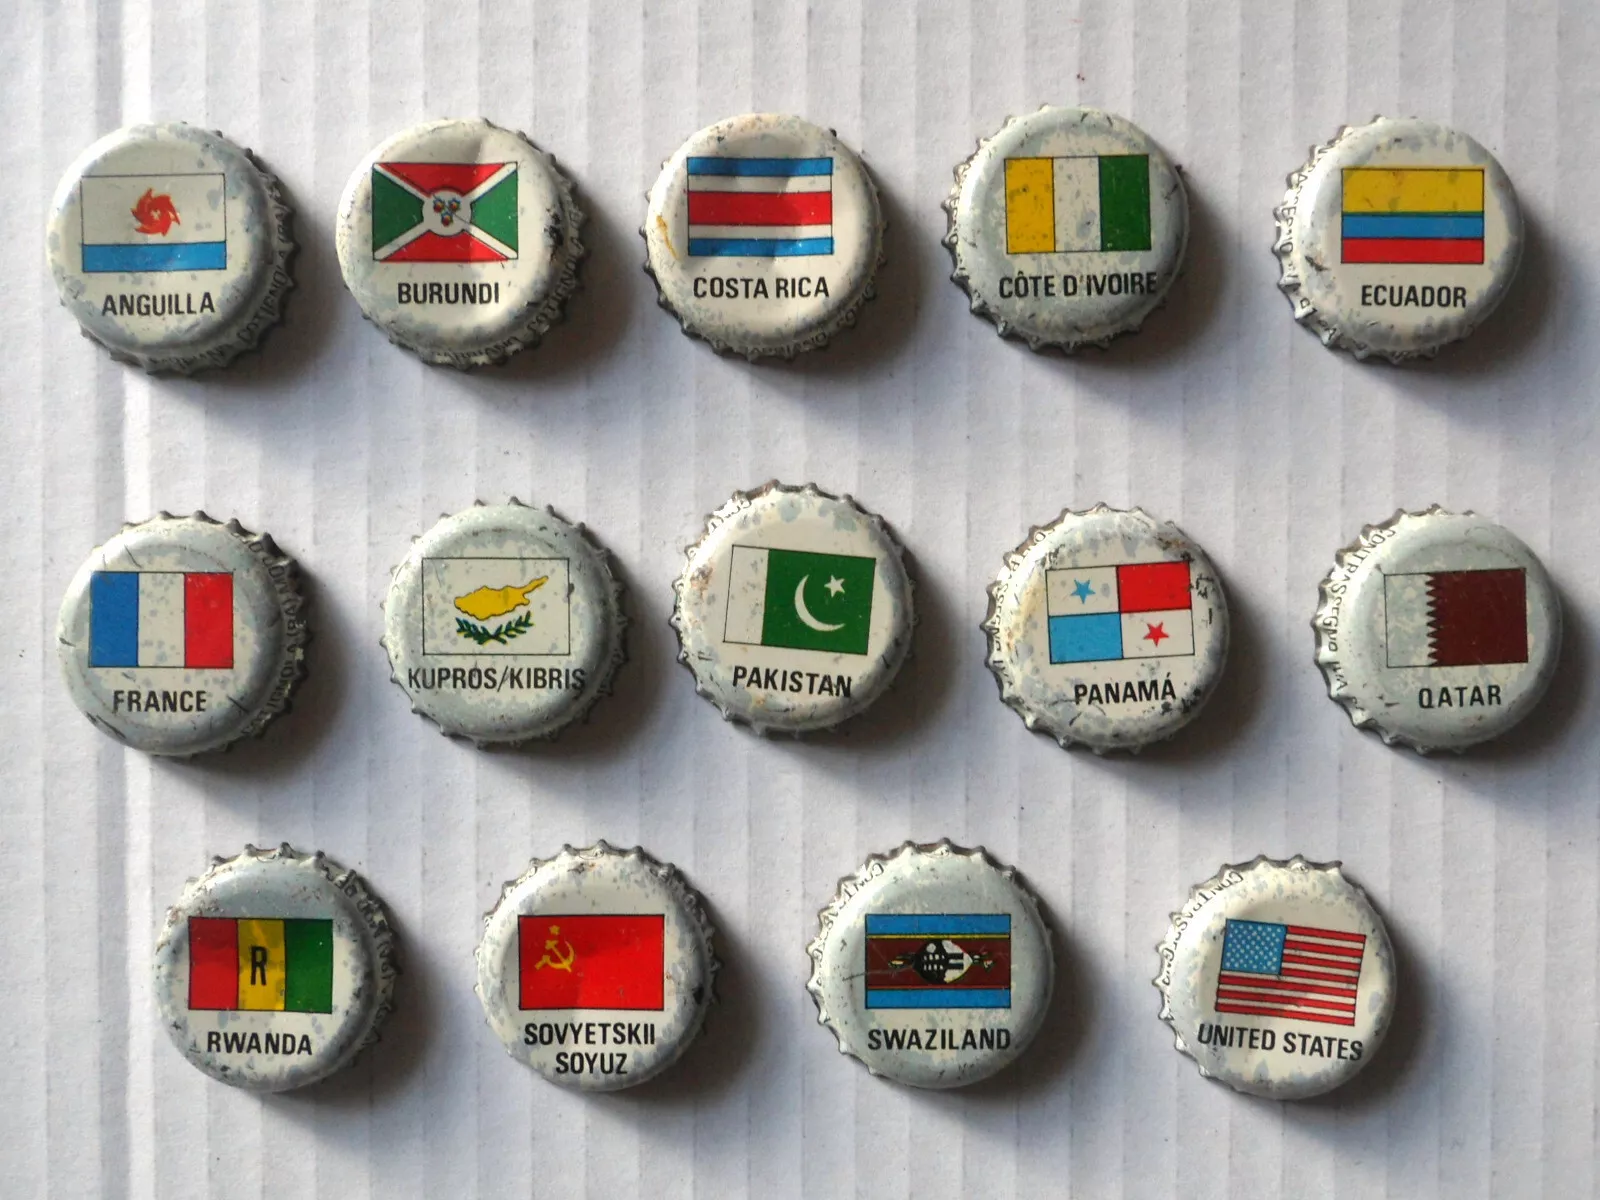 ANGUILLA
BURUNDI
COSTA RICA
CÔTE D'IVOIRE
ECUADOR
FRANCE
KUPROS/KIBRIS
PAKISTAN
PANAMÁ
QATAR
R
RWANDA
SOVYETSKII
SOYUZ
SWAZILAND
UNITED STATES